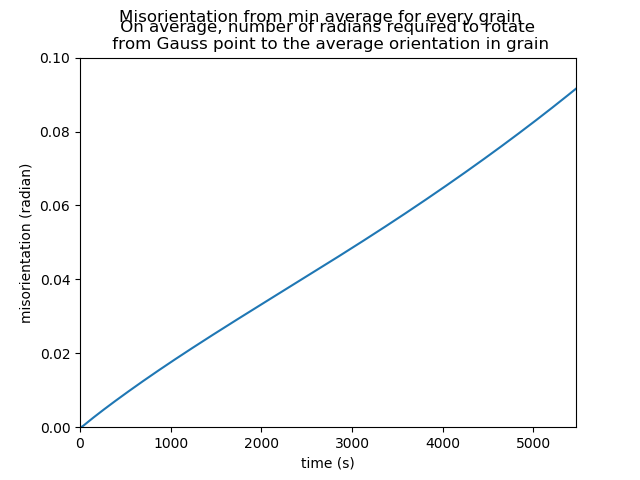 Misorientation from min average for every grain
On average, number of radians required to rotate
from Gauss point to the average orientation in grain
0.10
0.08
0.06
0.04
0.02
0.00
misorientation (radian)
0 1000 2000 3000 4000 5000
time (s)